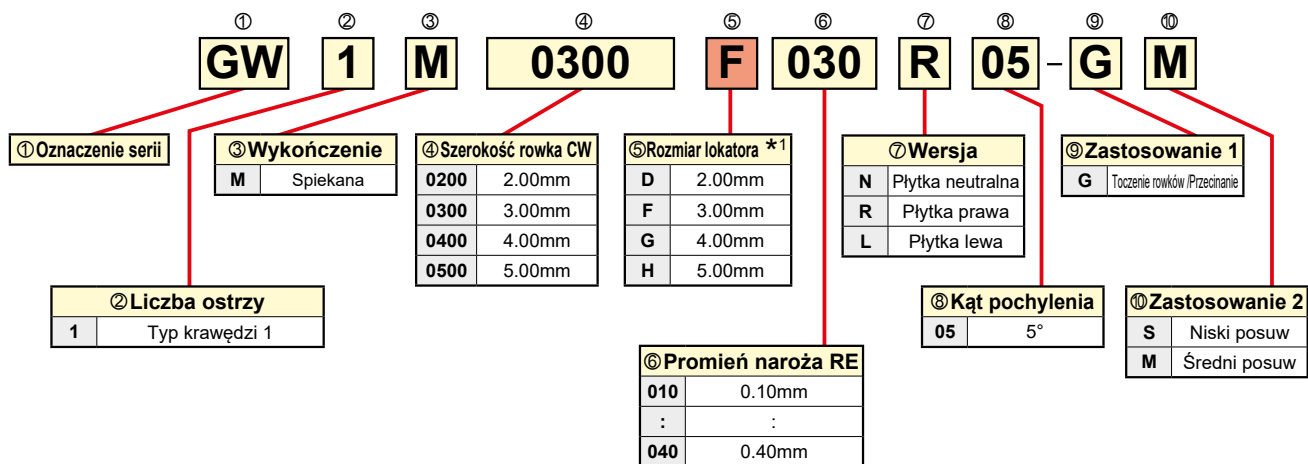 ① ② ③ ④ ⑤ ⑥ ⑦ ⑧ ⑨ ⑩
GW 1 M 0300 F 030 R 05 – G M
①Oznaczenie serii
③Wykończenie
M Spiekana
④Szerokość rowka CW
0200 2.00mm
0300 3.00mm
0400 4.00mm
0500 5.00mm
⑤Rozmiar lokatora *1
D 2.00mm
F 3.00mm
G 4.00mm
H 5.00mm
⑦Wersja
N Płytka neutralna
R Płytka prawa
L Płytka lewa
⑨Zastosowanie 1
G Toczenie rowków /Przecinanie
②Liczba ostrzy
1 Typ krawędzi 1
⑧Kąt pochylenia
05 5°
⑩Zastosowanie 2
S Niski posuw
M Średni posuw
⑥Promień naroża RE
010 0.10mm
: :
040 0.40mm